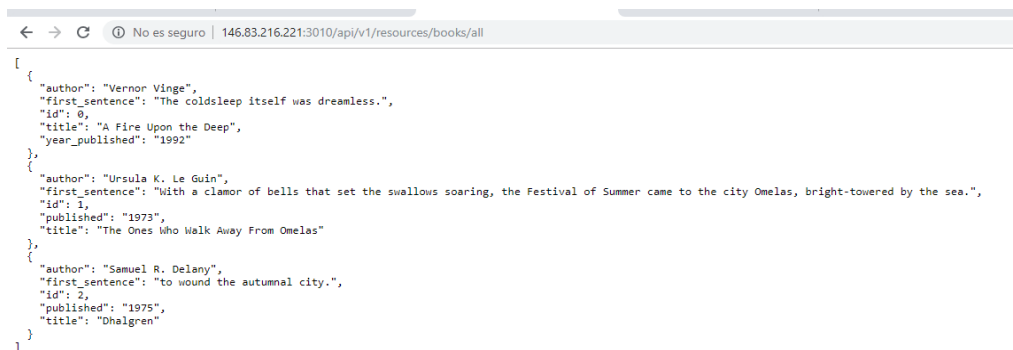 No es seguro | 146.83.216.221:3010/api/v1/resources/books/all
[
  {
    "author": "Vernor Vinge",
    "first_sentence": "The coldsleep itself was dreamless.",
    "id": 0,
    "title": "A Fire Upon the Deep",
    "year_published": "1992"
  },
  {
    "author": "Ursula K. Le Guin",
    "first_sentence": "With a clamor of bells that set the swallows soaring, the Festival of Summer came to the city Omelas, bright-towered by the sea.",
    "id": 1,
    "published": "1973",
    "title": "The Ones Who Walk Away From Omelas"
  },
  {
    "author": "Samuel R. Delany",
    "first_sentence": "to wound the autumnal city.",
    "id": 2,
    "published": "1975",
    "title": "Dhalgren"
  }
]